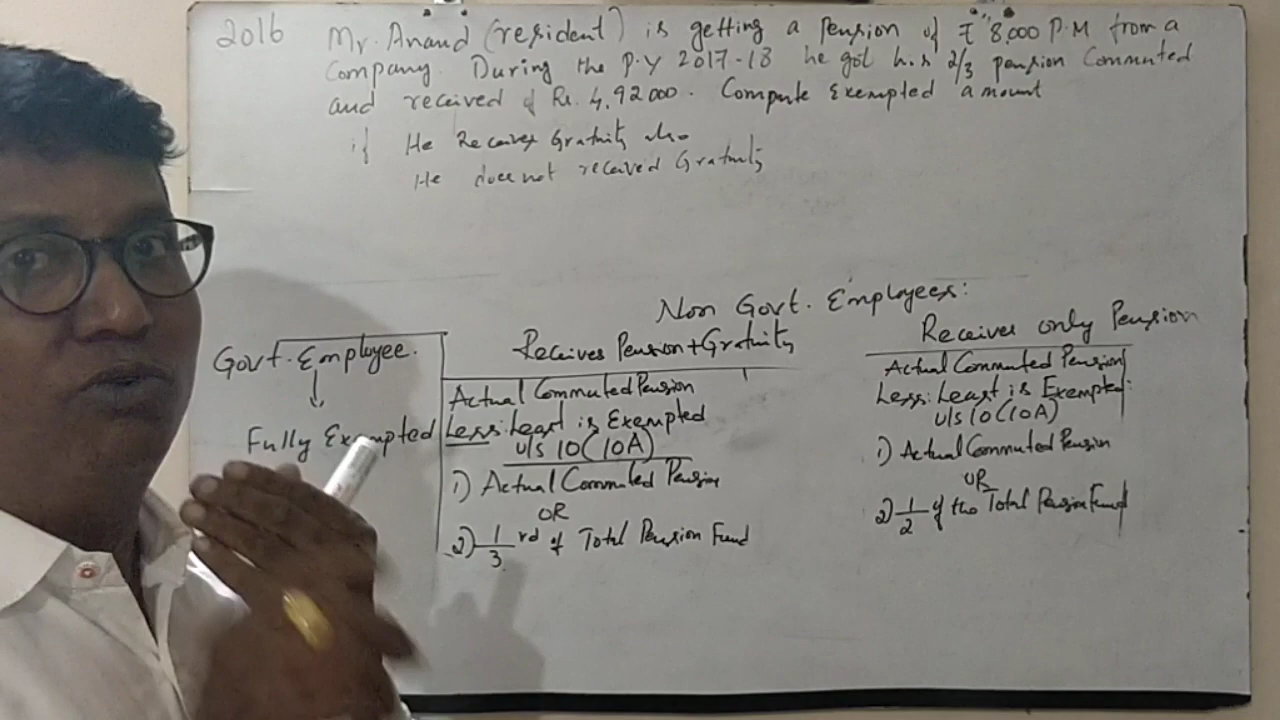 2016 Mr. Anand (resident) is getting a Pension of ₹ 8,000 P.M from a
Company. During the P.Y 2017-18 he got his 2/3 pension Commuted
and received of Rs. 4,92000. Compute Exempted amount
if He Receives Gratuity also
He does not received Gratuity
Non Govt. Employees:
Govt. Employee.
Fully Exempted
Receives Pension+Gratuity
Actual Commuted Pension
Less: Least is Exempted
U/s 10(10A)
1) Actual Commuted Pension
OR
2) 1/3 rd of Total Pension Fund
Receives only Pension
Actual Commuted Pension
Less: Least is Exempted:
U/s 10(10A)
1) Actual Commuted Pension
OR
2) 1/2 of the Total Pension Fund